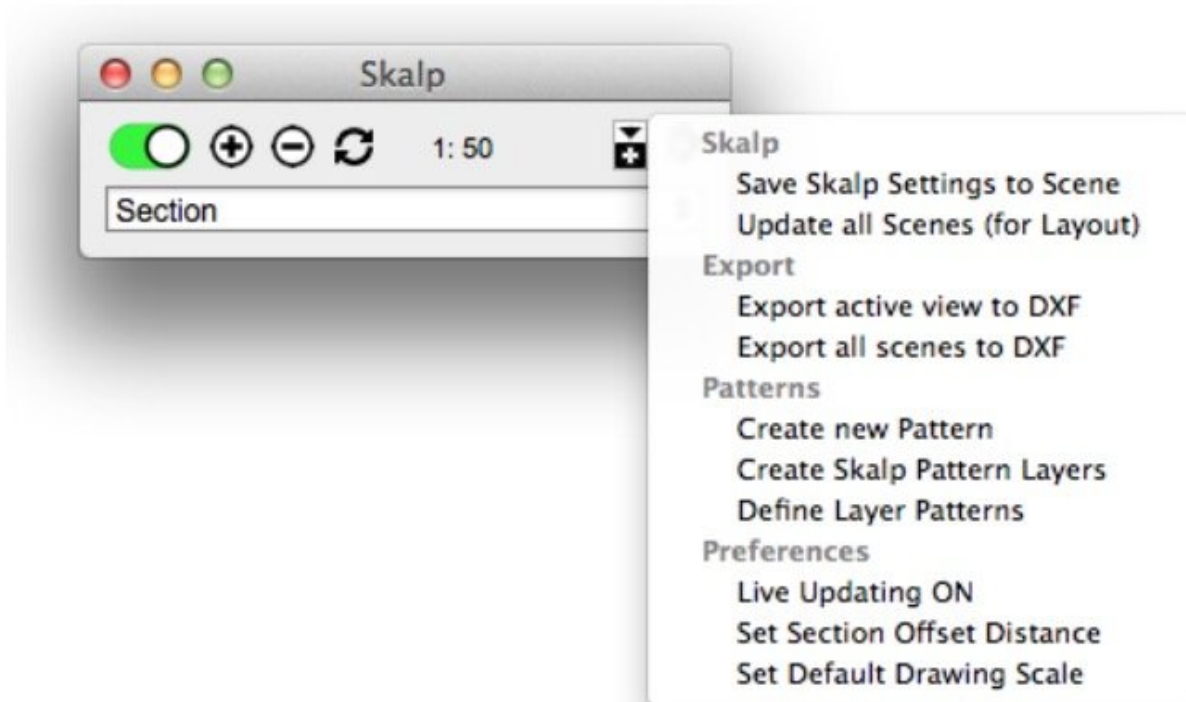 Skalp
1: 50
Section
Skalp
Save Skalp Settings to Scene
Update all Scenes (for Layout)
Export
Export active view to DXF
Export all scenes to DXF
Patterns
Create new Pattern
Create Skalp Pattern Layers
Define Layer Patterns
Preferences
Live Updating ON
Set Section Offset Distance
Set Default Drawing Scale